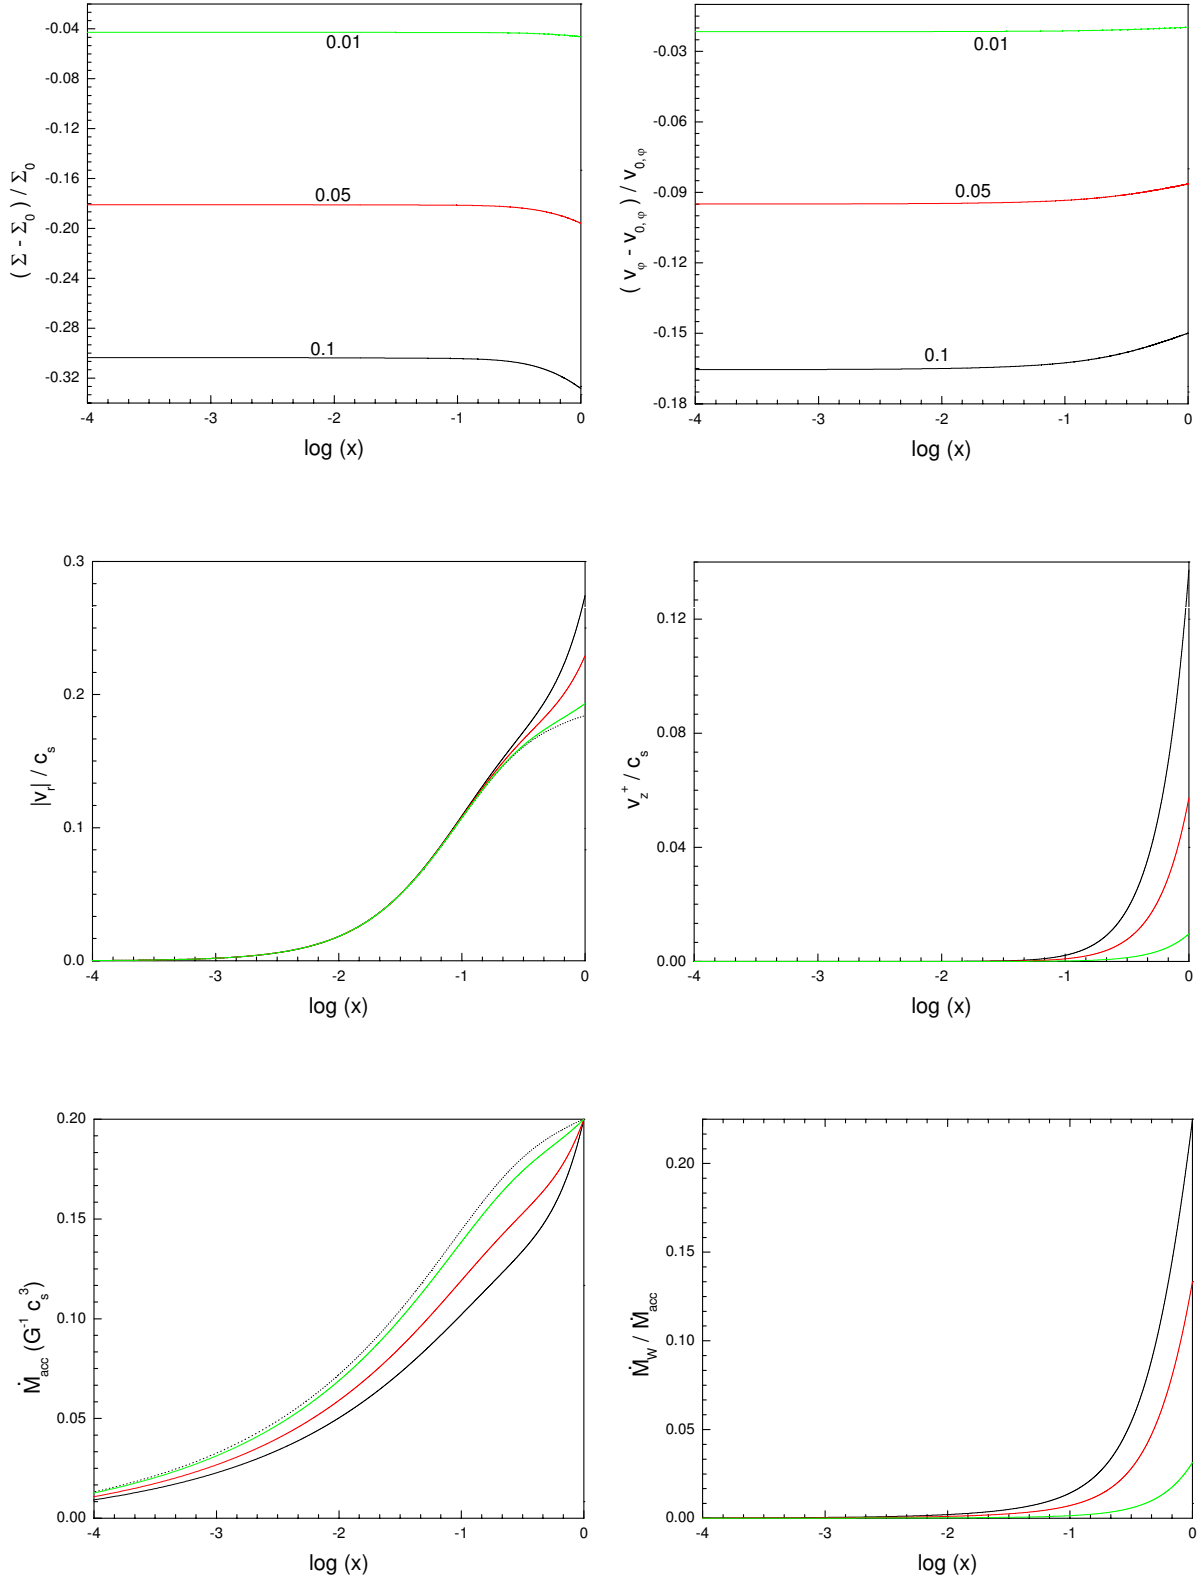 -0.04
-0.08
-0.12
-0.16
-0.20
-0.24
-0.28
-0.32
( Σ - Σ0 ) / Σ0
0.01
0.05
0.1
-4 -3 -2 -1 0
log (x)
-0.03
-0.06
-0.09
-0.12
-0.15
-0.18
( vφ - v0,φ ) / v0,φ
0.01
0.05
0.1
-4 -3 -2 -1 0
log (x)
0.3
0.2
0.1
0.0
|vr| / cs
-4 -3 -2 -1 0
log (x)
0.12
0.08
0.04
0.00
vz+ / cs
-4 -3 -2 -1 0
log (x)
0.20
0.15
0.10
0.05
0.00
Ṁacc (G-1 cs3)
-4 -3 -2 -1 0
log (x)
0.20
0.15
0.10
0.05
0.00
ṀW / Ṁacc
-4 -3 -2 -1 0
log (x)